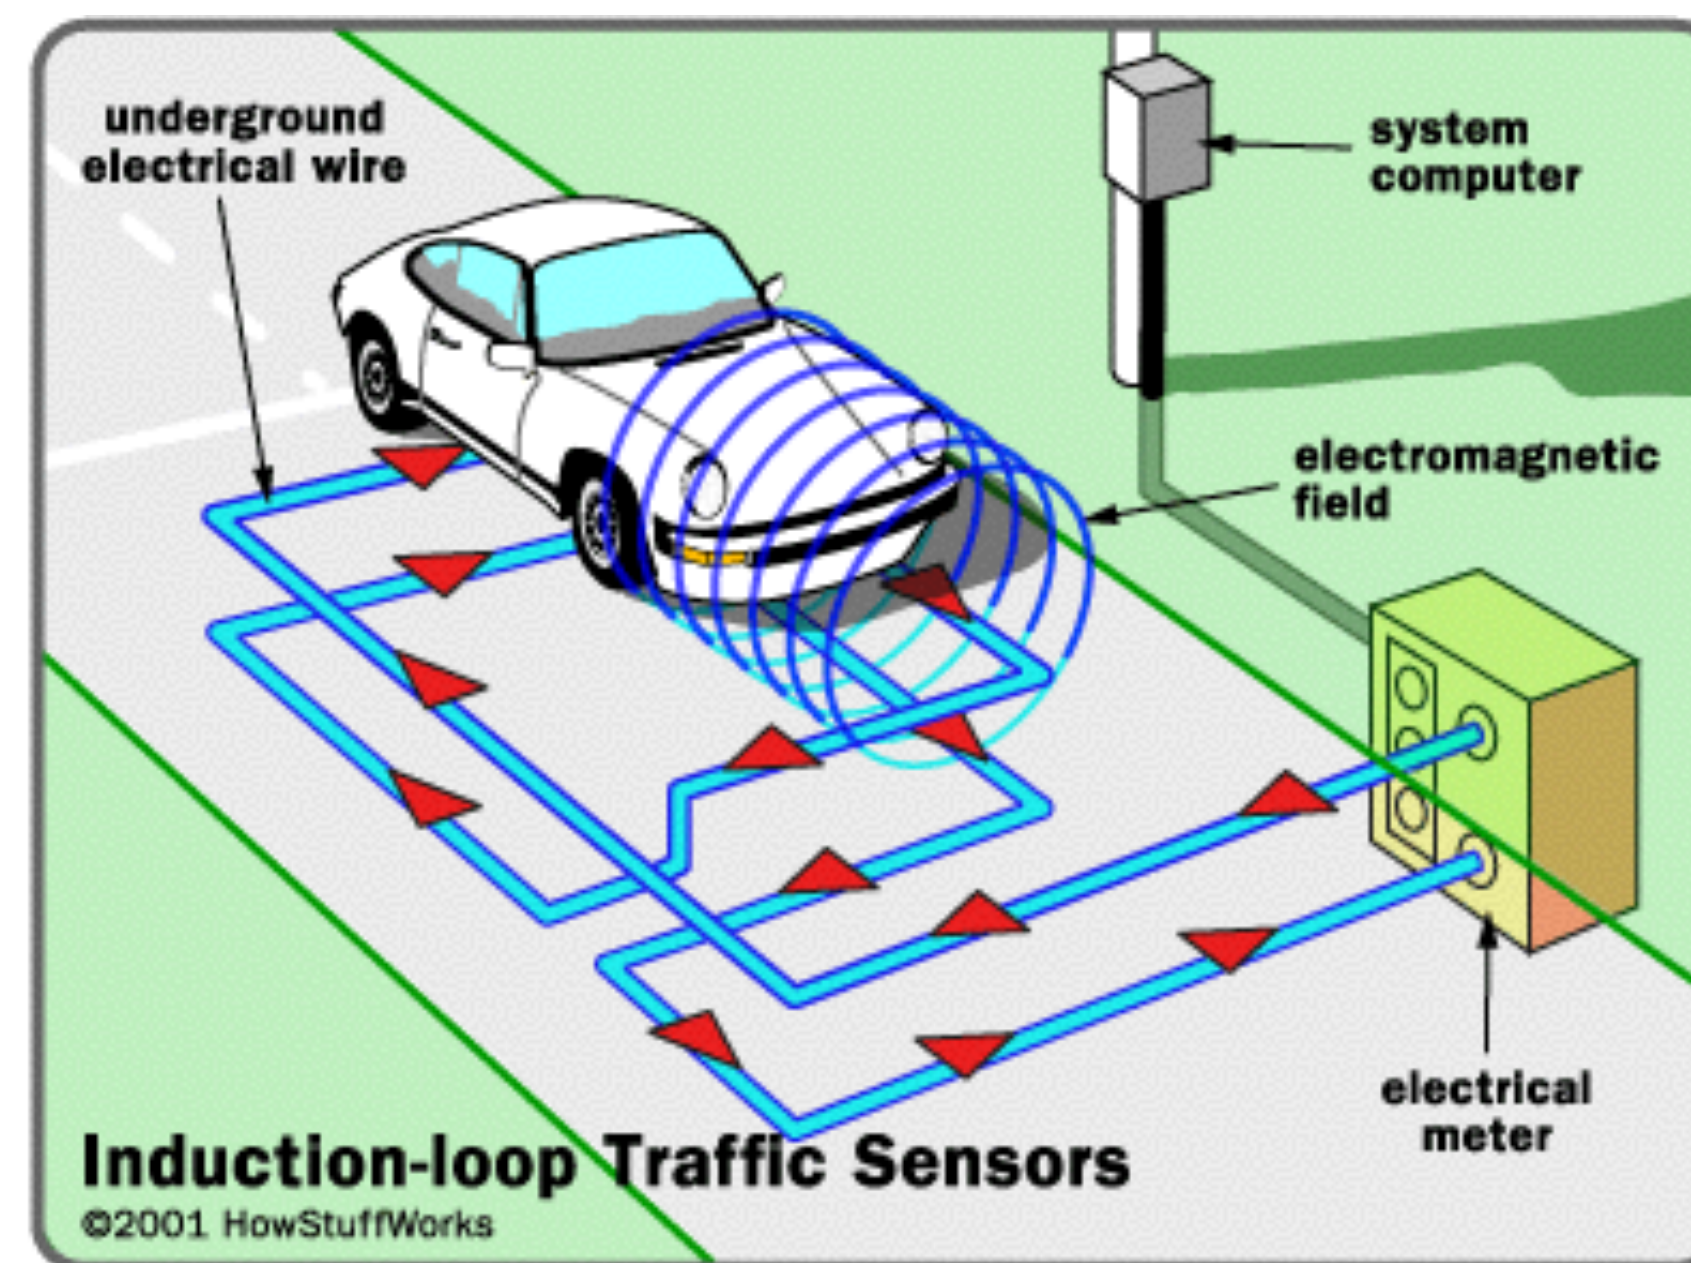 underground
electrical wire
system
computer
electromagnetic
field
electrical
meter
Induction-loop Traffic Sensors
©2001 HowStuffWorks